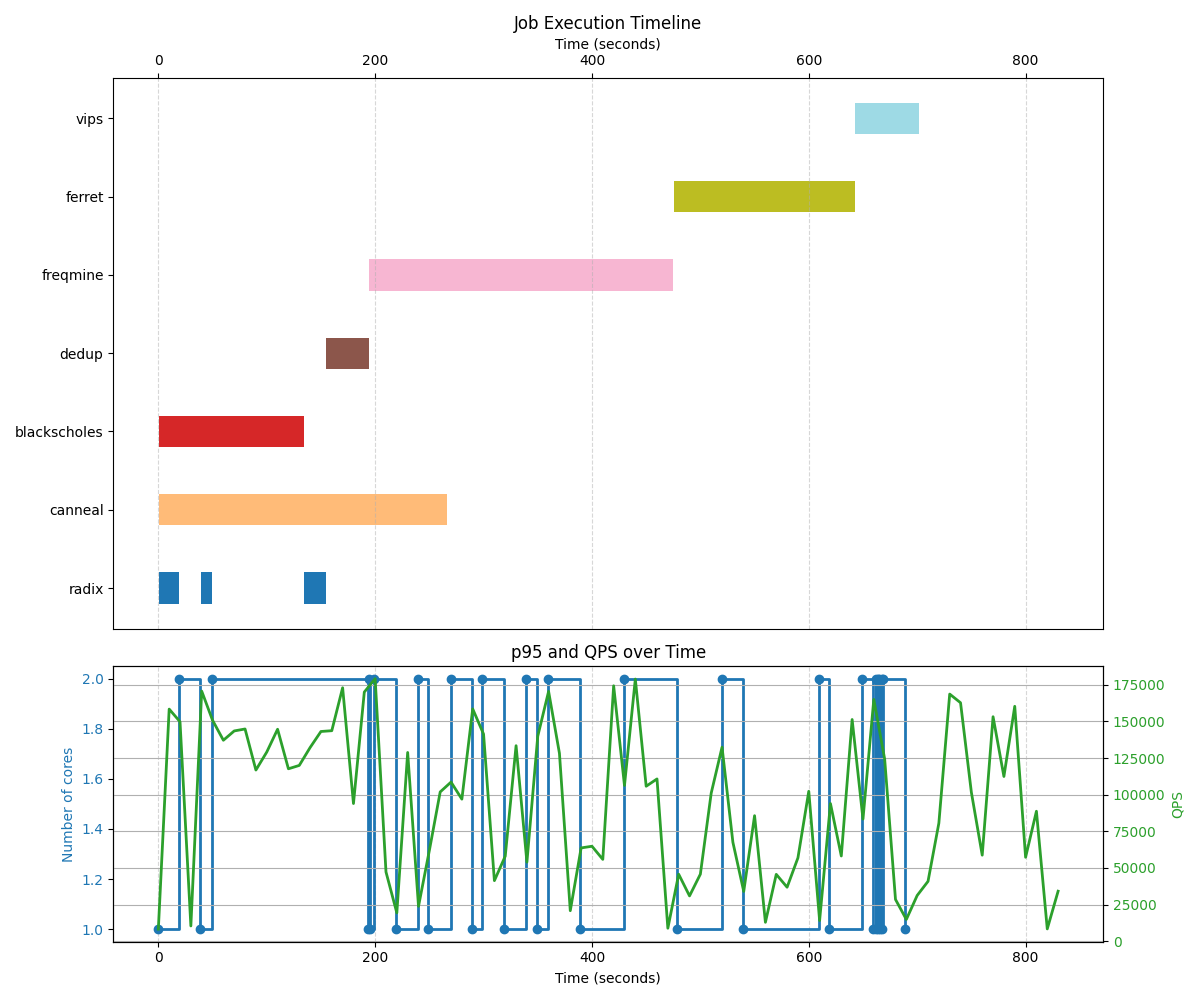 Job Execution Timeline
Time (seconds)
0 200 400 600 800
vips
ferret
freqmine
dedup
blackscholes
canneal
radix
p95 and QPS over Time
Number of cores
2.0
1.8
1.6
1.4
1.2
1.0
175000
150000
125000
100000
75000
50000
25000
0
QPS
0 200 400 600 800
Time (seconds)